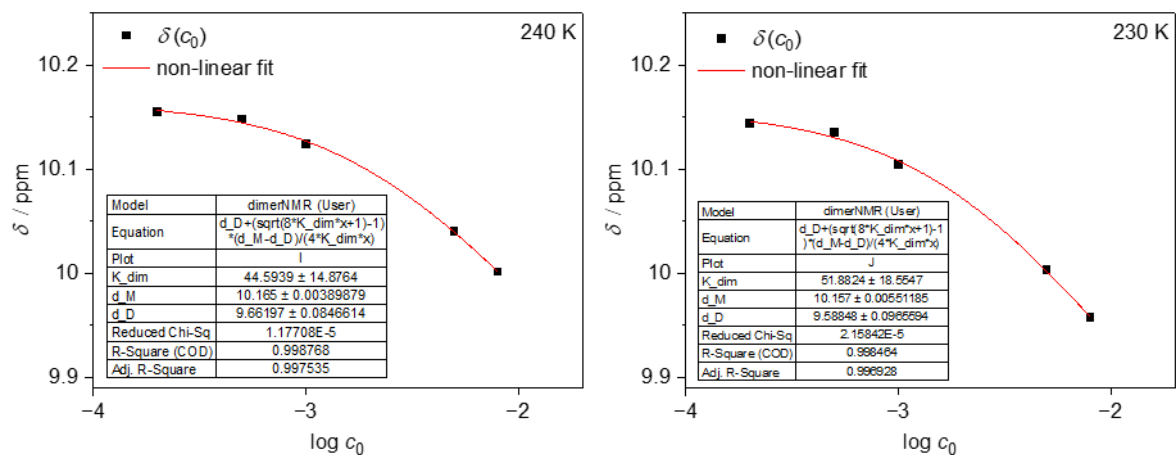 240 K
δ(c0)
non-linear fit
10.2
10.1
10
9.9
δ / ppm
Model dimerNMR (User)
Equation d_D+(sqrt(8*K_dim*x+1)-1)
*(d_M-d_D)/(4*K_dim*x)
Plot I
K_dim 44.5939 ± 14.8764
d_M 10.165 ± 0.00389879
d_D 9.66197 ± 0.0846614
Reduced Chi-Sq 1.17708E-5
R-Square (COD) 0.998768
Adj. R-Square 0.997535
−4 −3 −2
log c0
230 K
δ(c0)
non-linear fit
10.2
10.1
10
9.9
δ / ppm
Model dimerNMR (User)
Equation d_D+(sqrt(8*K_dim*x+1)-1
)*(d_M-d_D)/(4*K_dim*x)
Plot J
K_dim 51.8824 ± 18.5547
d_M 10.157 ± 0.00551185
d_D 9.58848 ± 0.0965594
Reduced Chi-Sq 2.15842E-5
R-Square (COD) 0.998464
Adj. R-Square 0.996928
−4 −3 −2
log c0